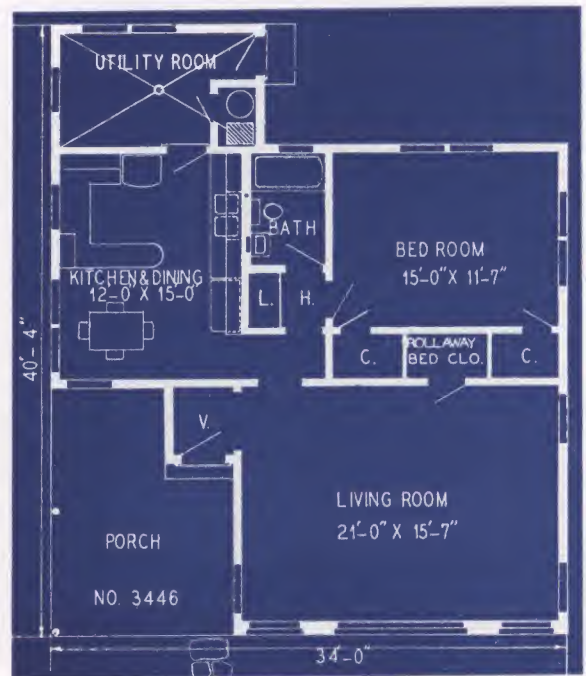 UTILITY ROOM
BATH
BED ROOM
15'-0" X 11'-7"
KITCHEN & DINING
12'-0" X 15'-0"
L.
H.
C.
ROLLAWAY
BED CLO.
C.
40'-4"
V.
LIVING ROOM
21'-0" X 15'-7"
PORCH
NO. 3446
34'-0"